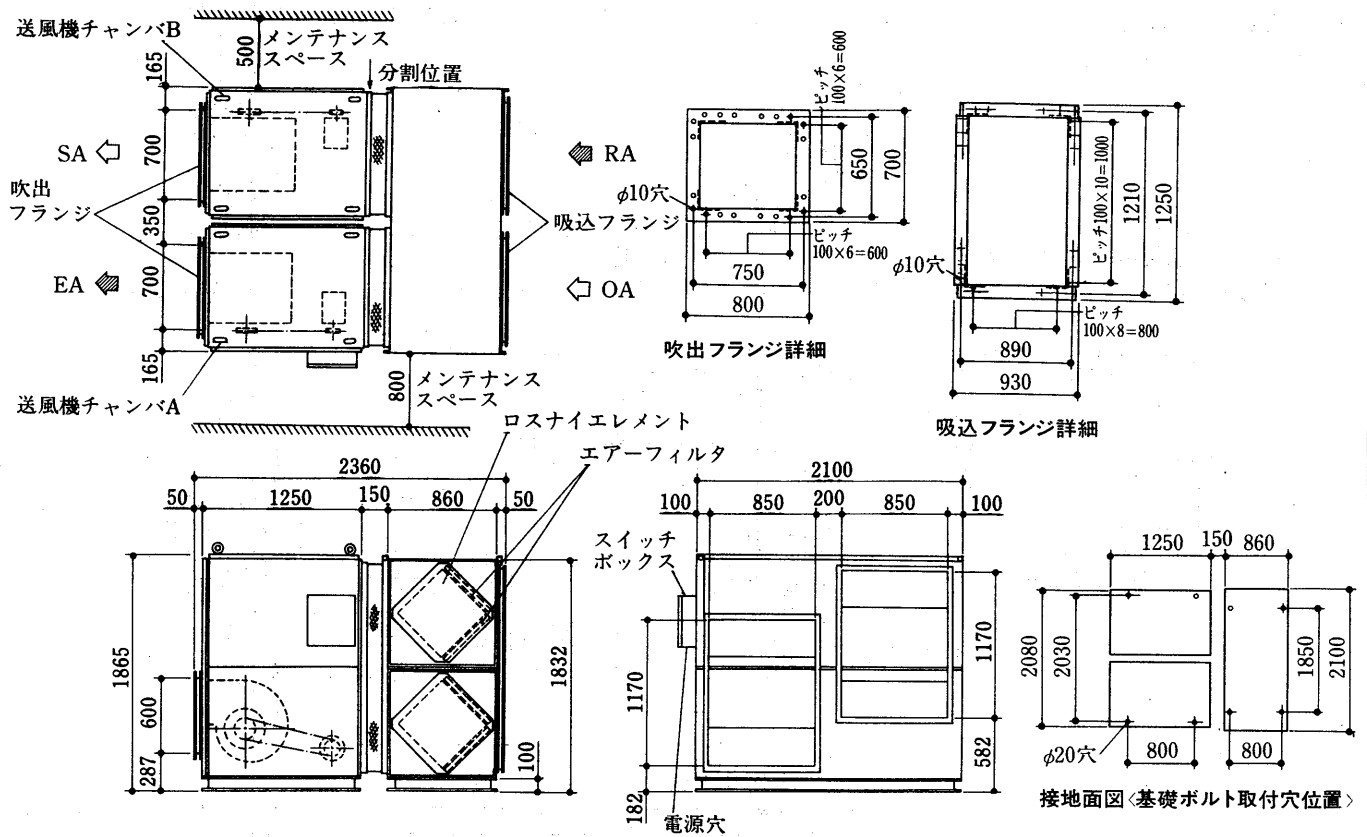 送風機チャンバB
メンテナンス
スペース
500
分割位置
165
700
350
700
165
SA
RA
吹出
フランジ
吸込フランジ
EA
OA
送風機チャンバA
800
メンテナンス
スペース
ピッチ
100×6=600
650
700
φ10穴
ピッチ
100×6=600
750
800
吹出フランジ詳細
ピッチ100×10=1000
1210
1250
φ10穴
ピッチ
100×8=800
890
930
吸込フランジ詳細
ロスナイエレメント
エアーフィルタ
2360
50
1250
150
860
50
1865
600
287
1832
100
2100
100
850
200
850
100
スイッチ
ボックス
1170
182
1170
582
電源穴
1250
150
860
2080
2030
1850
2100
φ20穴
800
800
接地面図〈基礎ボルト取付穴位置〉